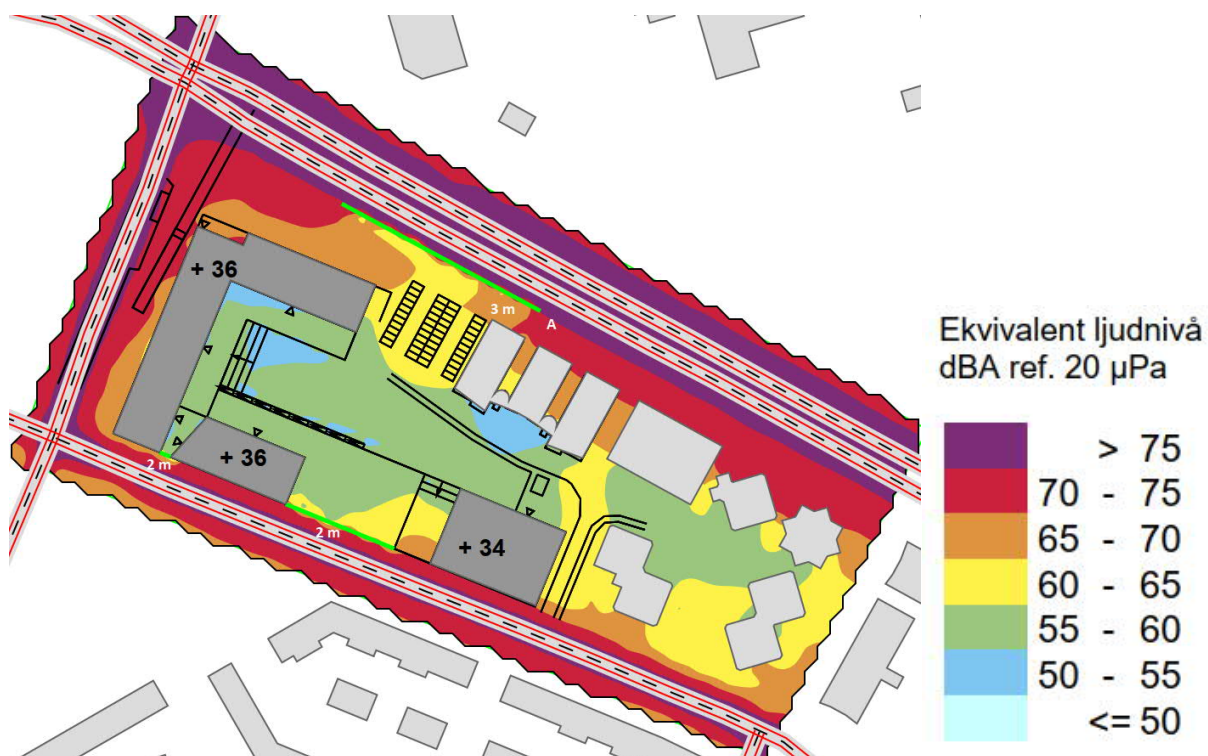 + 36
3 m
A
2 m
+ 36
2 m
+ 34
Ekvivalent ljudnivå
dBA ref. 20 µPa
> 75
70 - 75
65 - 70
60 - 65
55 - 60
50 - 55
<= 50